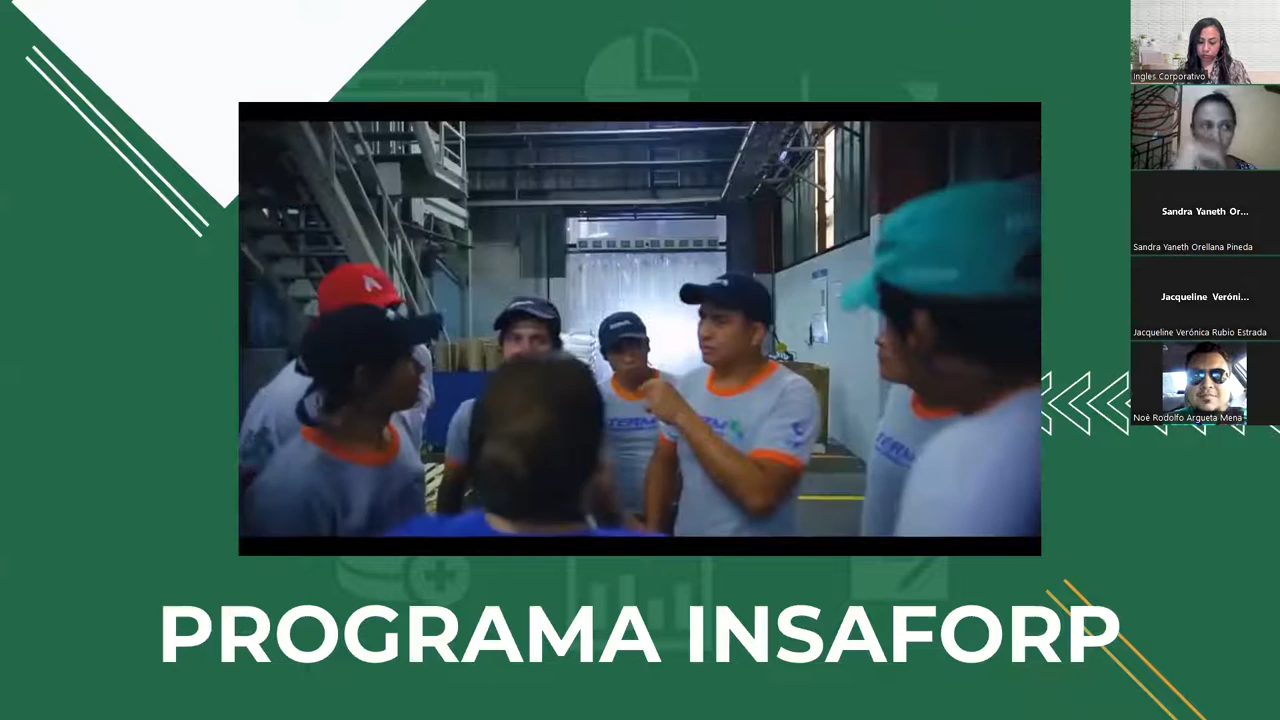 Ingles Corporativo
Sandra Yaneth Or...
Sandra Yaneth Orellana Pineda
Jacqueline Veróni...
Jacqueline Verónica Rubio Estrada
Noé Rodolfo Argueta Mena
PROGRAMA INSAFORP